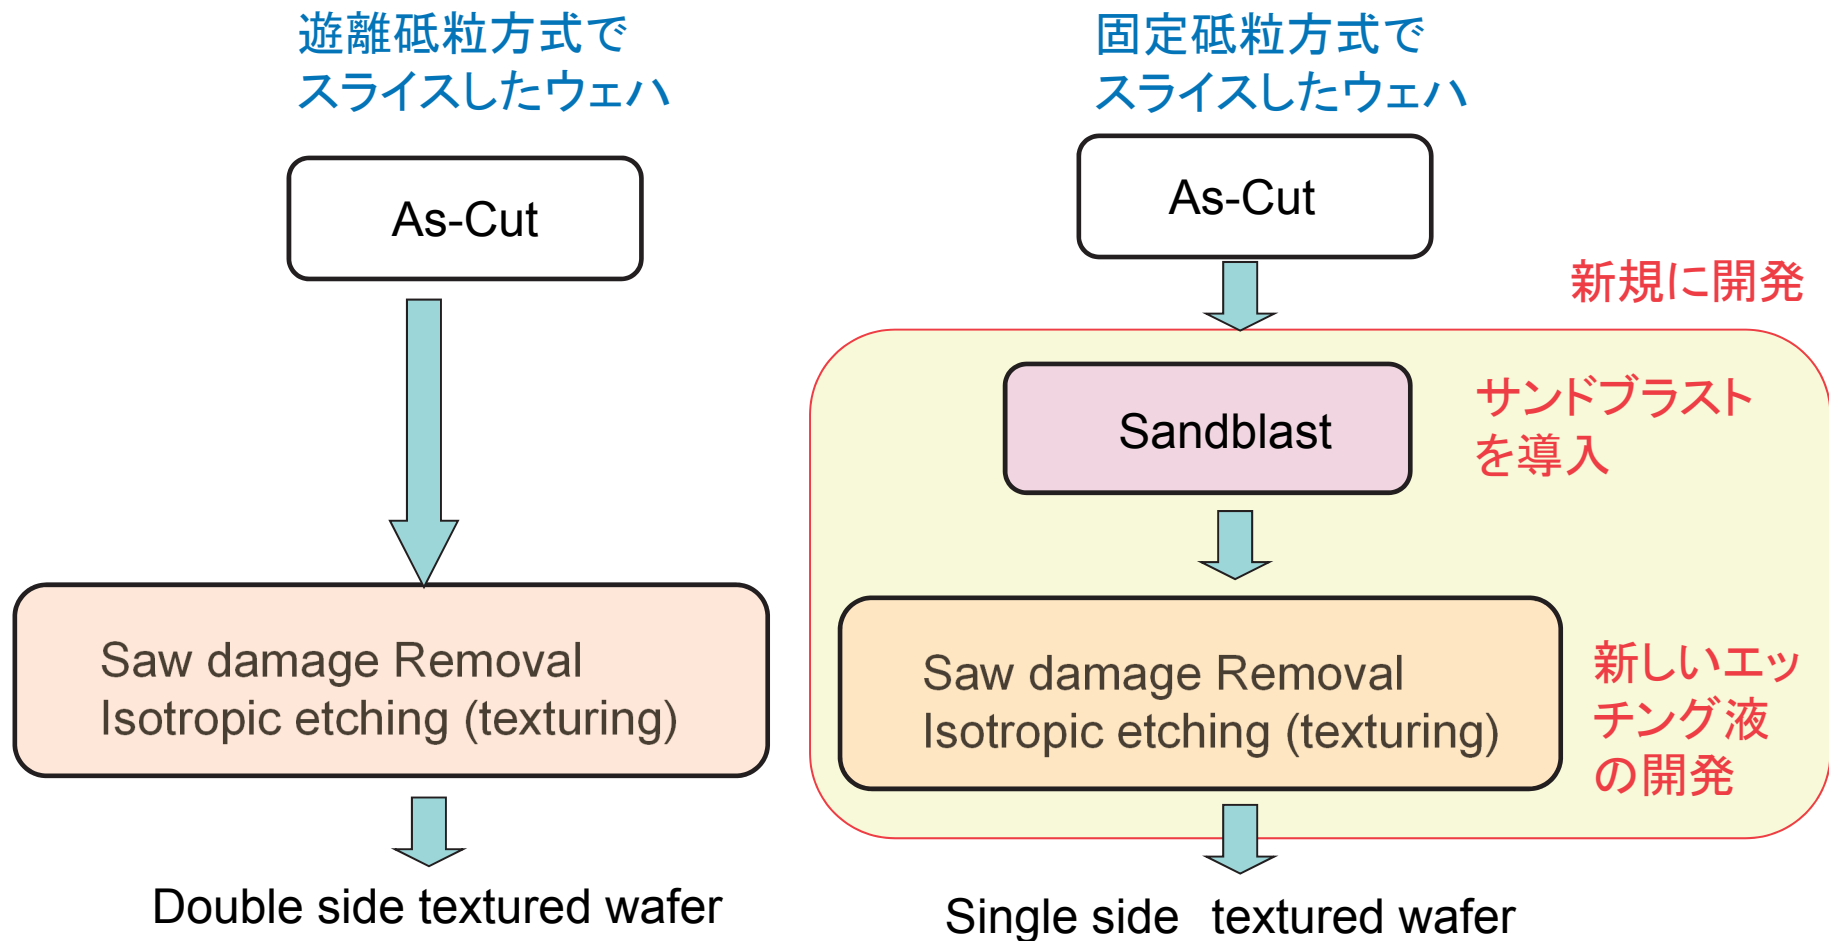 遊離砥粒方式で
スライスしたウェハ
As-Cut
Saw damage Removal
Isotropic etching (texturing)
Double side textured wafer
固定砥粒方式で
スライスしたウェハ
As-Cut
新規に開発
Sandblast
サンドブラスト
を導入
Saw damage Removal
Isotropic etching (texturing)
新しいエッ
チング液
の開発
Single side textured wafer